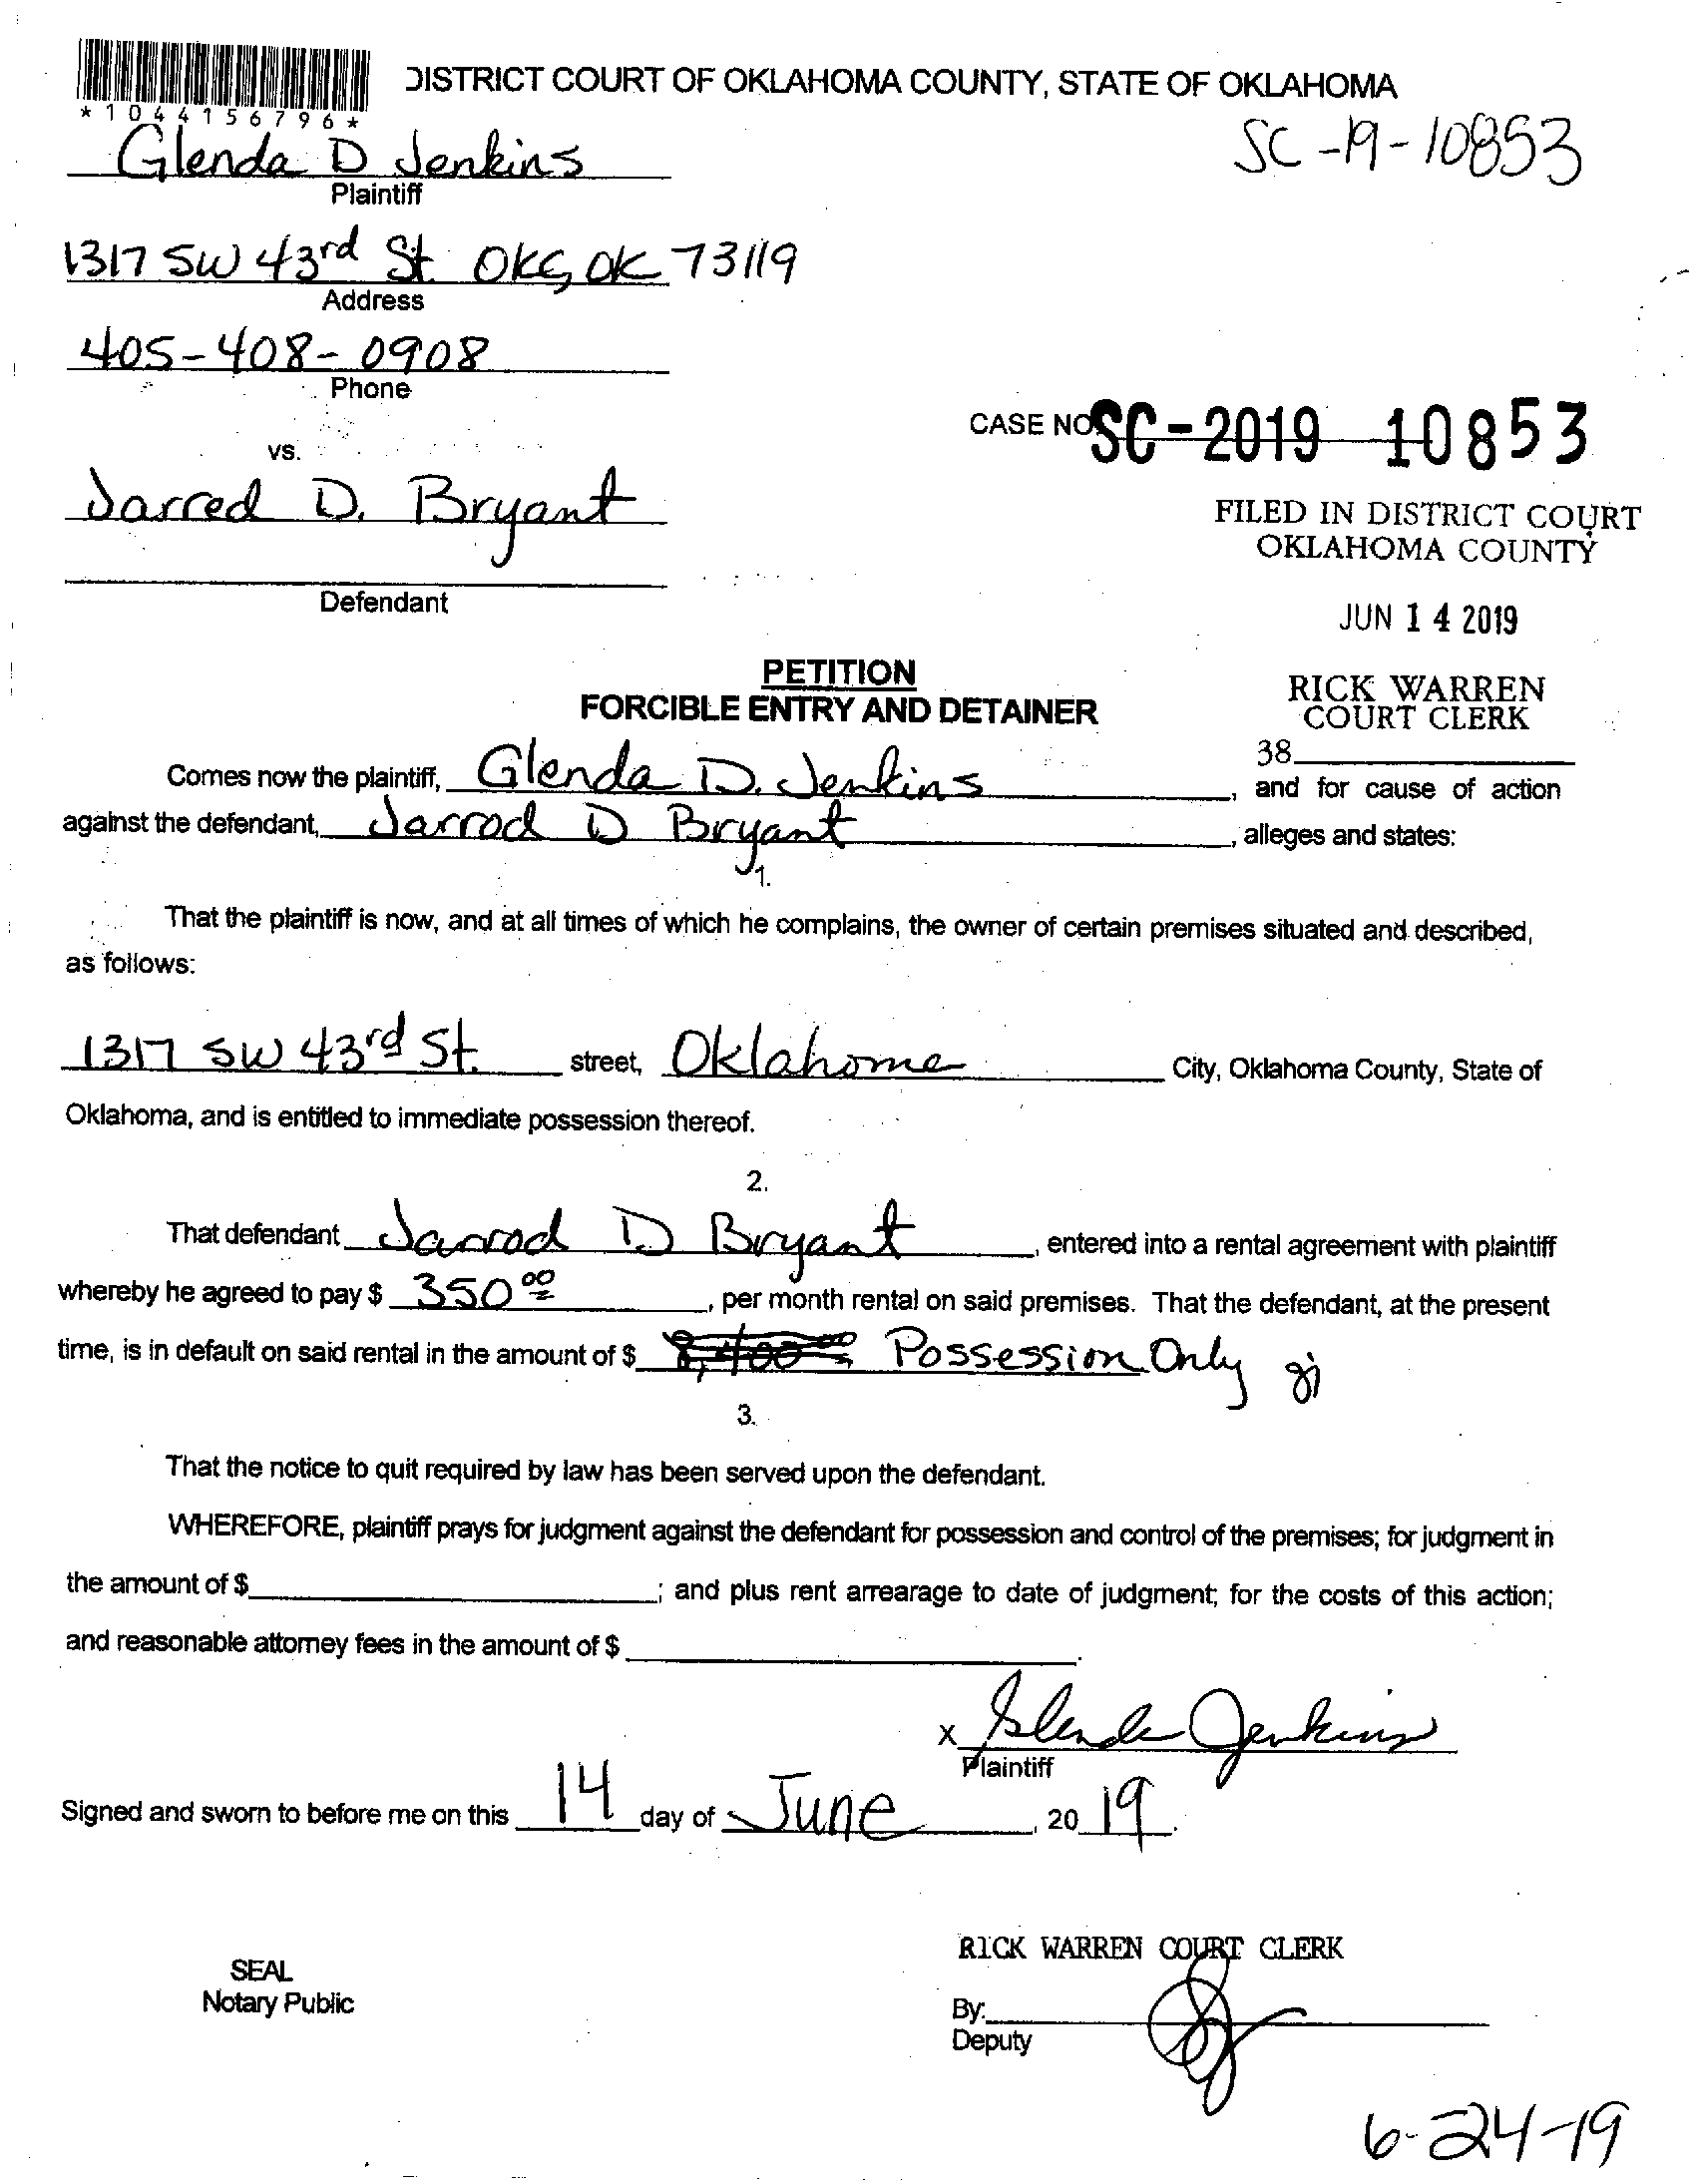 DISTRICT COURT OF OKLAHOMA COUNTY, STATE OF OKLAHOMA
*1044156796*
SC-19-10853
Glenda D Jenkins
Plaintiff
1317 SW 43rd St. OKC, OK 73119
Address
405-408-0908
Phone
CASE NO SC-2019 10853
vs.
Jarred D. Bryant
FILED IN DISTRICT COURT
OKLAHOMA COUNTY
Defendant
JUN 14 2019
PETITION
FORCIBLE ENTRY AND DETAINER
RICK WARREN
COURT CLERK
38
Comes now the plaintiff, Glenda D. Jenkins, and for cause of action
against the defendant, Jarrod D Bryant, alleges and states:
1.
That the plaintiff is now, and at all times of which he complains, the owner of certain premises situated and described,
as follows:
1317 SW 43rd St. street, Oklahome City, Oklahoma County, State of
Oklahoma, and is entitled to immediate possession thereof.
2.
That defendant Jarrod D Bryant, entered into a rental agreement with plaintiff
whereby he agreed to pay $ 350 00, per month rental on said premises. That the defendant, at the present
time, is in default on said rental in the amount of $ Possession Only gj
3.
That the notice to quit required by law has been served upon the defendant.
WHEREFORE, plaintiff prays for judgment against the defendant for possession and control of the premises; for judgment in
the amount of $ ; and plus rent arrearage to date of judgment; for the costs of this action;
and reasonable attorney fees in the amount of $ .
x Glenda Jenkins
Plaintiff
Signed and sworn to before me on this 14 day of June, 20 19.
RICK WARREN COURT CLERK
SEAL
Notary Public
By:
Deputy
6-24-19